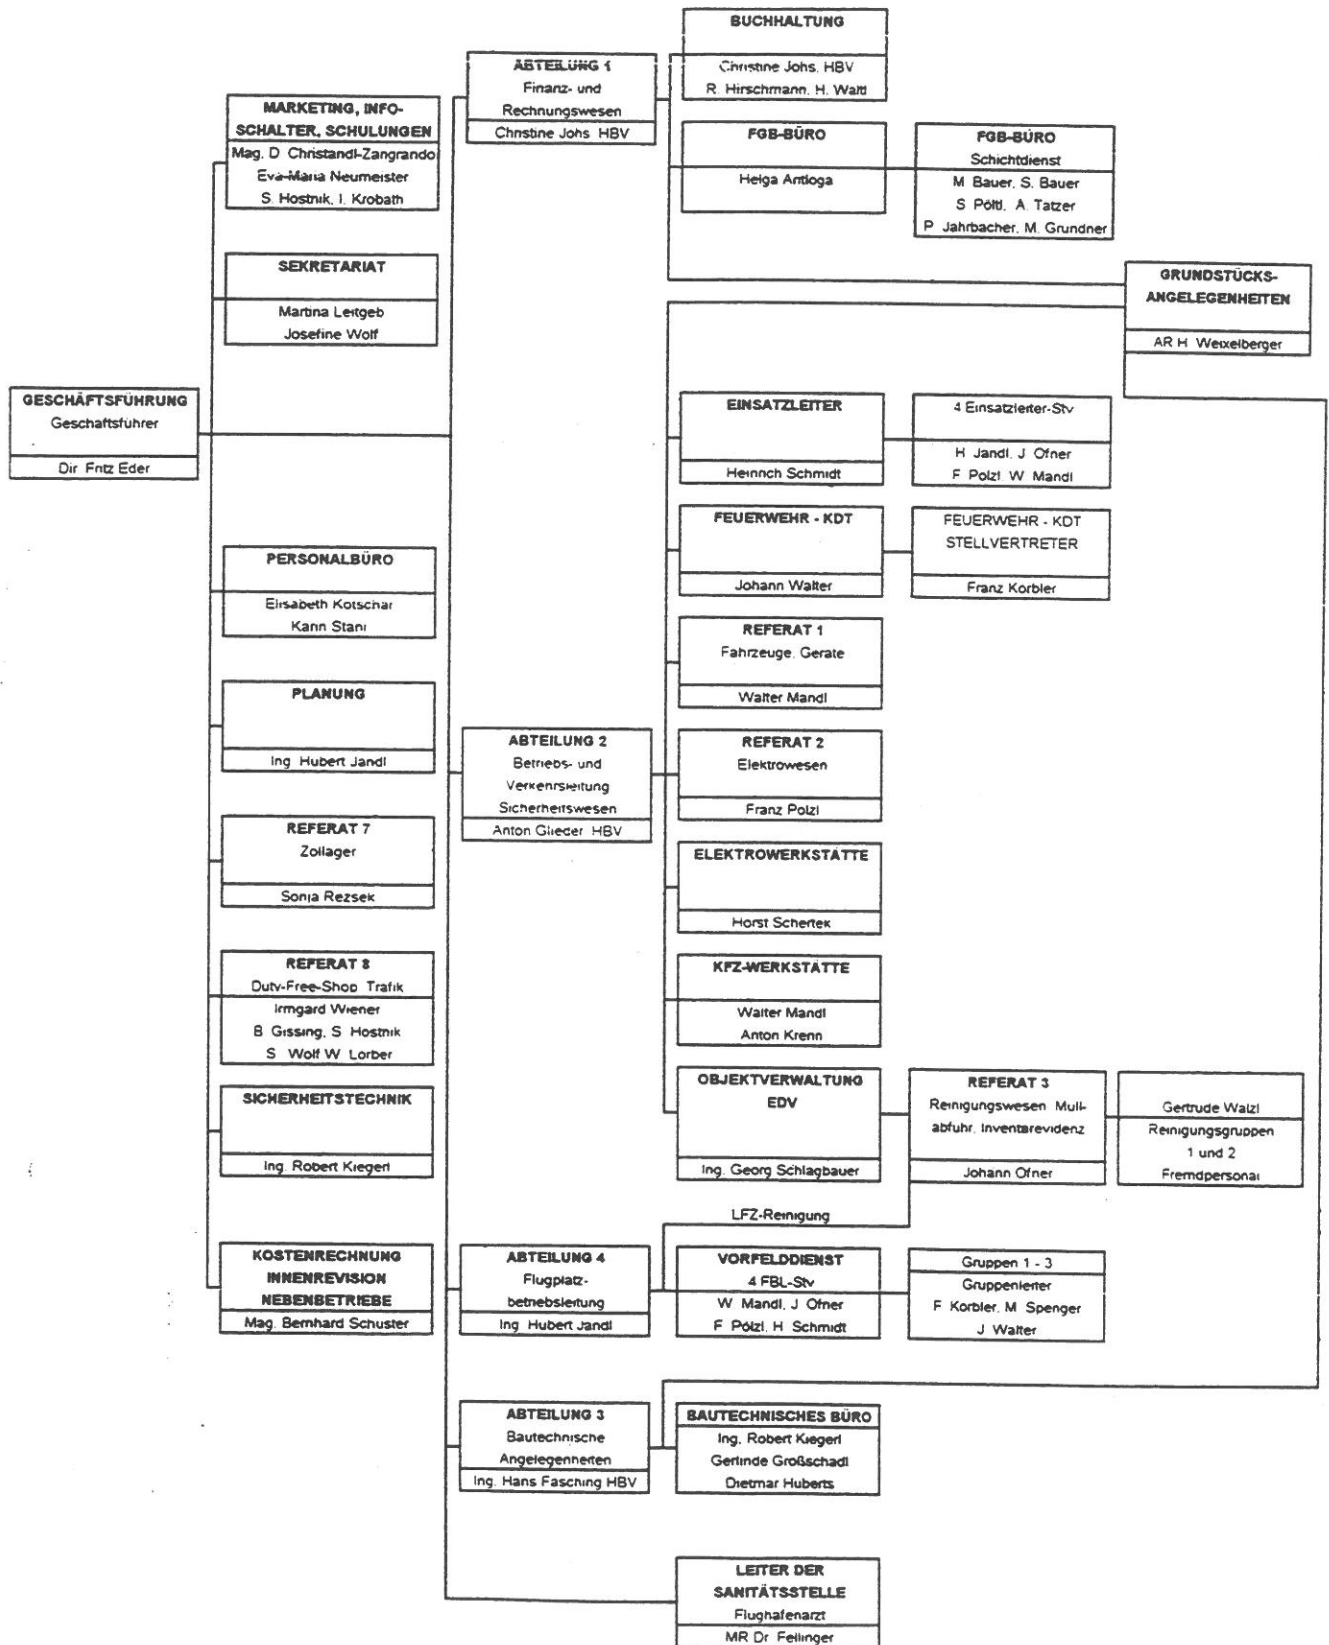 BUCHHALTUNG
Christine Johs, HBV
R. Hirschmann, H. Waltl
ABTEILUNG 1
Finanz- und
Rechnungswesen
Christine Johs HBV
MARKETING, INFO-
SCHALTER, SCHULUNGEN
Mag. D Christandl-Zangrando
Eva-Maria Neumeister
S. Hostnik, I. Krobath
FGB-BÜRO
Helga Antloga
FGB-BÜRO
Schichtdienst
M Bauer, S. Bauer
S Pöltl, A. Tatzer
P Jahrbacher, M. Grundner
SEKRETARIAT
Martina Leitgeb
Josefine Wolf
GRUNDSTÜCKS-
ANGELEGENHEITEN
AR H Weixelberger
GESCHÄFTSFÜHRUNG
Geschaftsführer
Dir Fritz Eder
EINSATZLEITER
Heinrich Schmidt
4 Einsatzleiter-Stv
H Jandl, J Ofner
F Polzl W Mandl
FEUERWEHR - KDT
Johann Walter
FEUERWEHR - KDT
STELLVERTRETER
Franz Korbler
PERSONALBÜRO
Elisabeth Kotschar
Karin Stani
REFERAT 1
Fahrzeuge, Gerate
Walter Mandl
PLANUNG
Ing Hubert Jandl
ABTEILUNG 2
Betriebs- und
Verkehrsleitung
Sicherheitswesen
Anton Glieder HBV
REFERAT 2
Elektrowesen
Franz Polzl
REFERAT 7
Zollager
Sonja Rezsek
ELEKTROWERKSTÄTTE
Horst Schertek
REFERAT 8
Duty-Free-Shop Trafik
Irmgard Wiener
B Gissing, S Hostnik
S Wolf W Lorber
KFZ-WERKSTÄTTE
Walter Mandl
Anton Krenn
SICHERHEITSTECHNIK
Ing. Robert Kiegerl
OBJEKTVERWALTUNG
EDV
Ing. Georg Schlagbauer
REFERAT 3
Reinigungswesen Mull-
abfuhr, Inventarevidenz
Johann Ofner
Gertrude Walzl
Reinigungsgruppen
1 und 2
Fremdpersonal
LFZ-Reinigung
KOSTENRECHNUNG
INNENREVISION
NEBENBETRIEBE
Mag. Bernhard Schuster
ABTEILUNG 4
Flugplatz-
betriebsleitung
Ing Hubert Jandl
VORFELDDIENST
4 FBL-Stv
W Mandl, J Ofner
F Pölzl, H Schmidt
Gruppen 1 - 3
Gruppenleiter
F Korbler, M Spenger
J Walter
ABTEILUNG 3
Bautechnische
Angelegenheiten
Ing. Hans Fasching HBV
BAUTECHNISCHES BÜRO
Ing. Robert Kiegerl
Gerlinde Großschadl
Dietmar Huberts
LEITER DER
SANITÄTSSTELLE
Flughafenarzt
MR Dr Fellinger